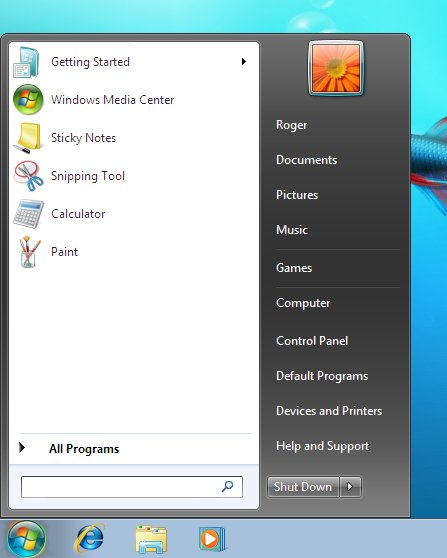 Getting Started
Windows Media Center
Sticky Notes
Snipping Tool
Calculator
Paint
All Programs
Roger
Documents
Pictures
Music
Games
Computer
Control Panel
Default Programs
Devices and Printers
Help and Support
Shut Down